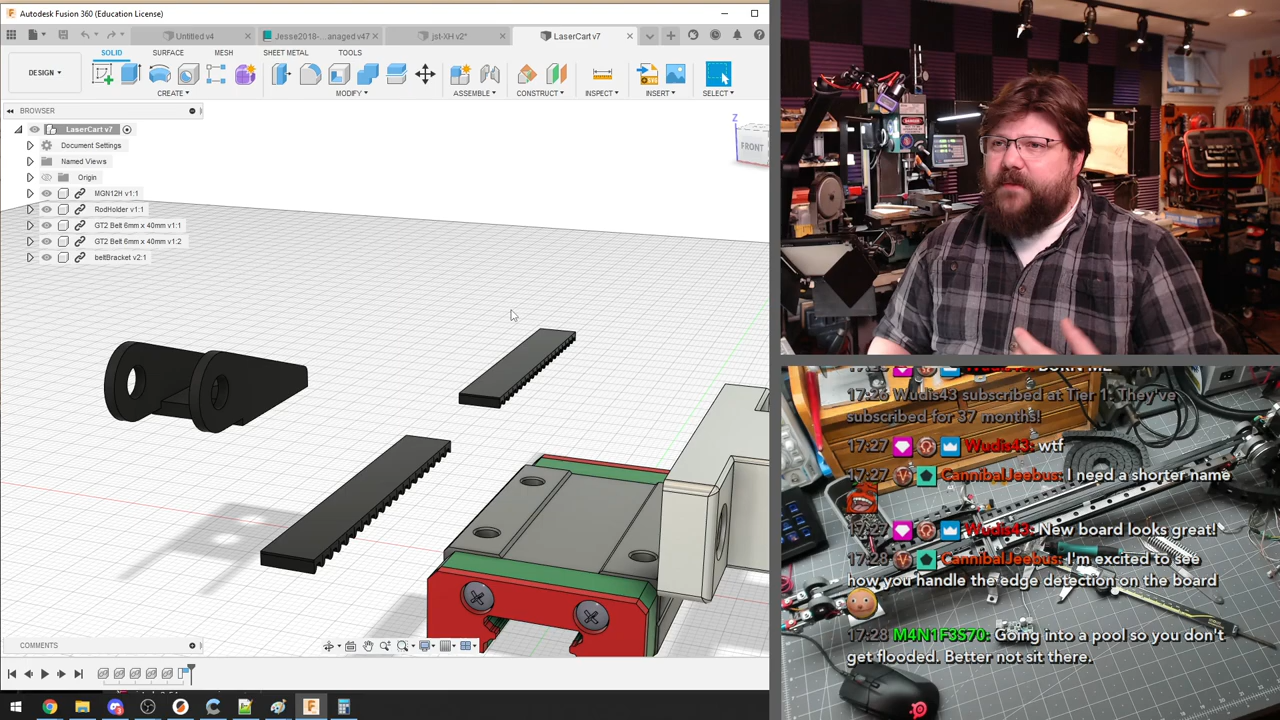 Autodesk Fusion 360 (Education License)
Untitled v4
Jesse2018-...anaged v47
jst-XH v2*
LaserCart v7
SOLID
SURFACE
MESH
SHEET METAL
TOOLS
DESIGN
CREATE
MODIFY
ASSEMBLE
CONSTRUCT
INSPECT
INSERT
SELECT
BROWSER
LaserCart v7
Document Settings
Named Views
Origin
MGN12H v1:1
RodHolder v1:1
GT2 Belt 6mm x 40mm v1:1
GT2 Belt 6mm x 40mm v1:2
beltBracket v2:1
Z
FRONT
COMMENTS
17:26 Wudis43 subscribed at Tier 1. They've
subscribed for 37 months!
17:27 Wudis43: wtf
17:27 CannibalJeebus: I need a shorter name
17:27 Wudis43: New board looks great!
17:28 CannibalJeebus: I'm excited to see
how you handle the edge detection on the board
17:28 M4N1F3S70: Going into a pool so you don't
get flooded. Better not sit there.